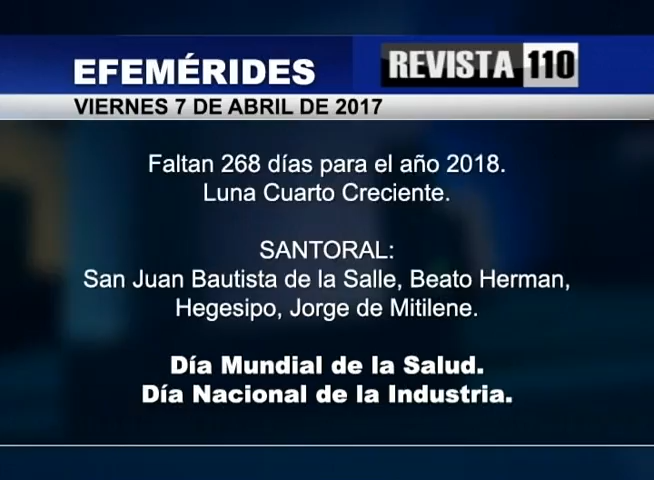 EFEMÉRIDES
REVISTA 110
VIERNES 7 DE ABRIL DE 2017
Faltan 268 días para el año 2018.
Luna Cuarto Creciente.
SANTORAL:
San Juan Bautista de la Salle, Beato Herman,
Hegesipo, Jorge de Mitilene.
Día Mundial de la Salud.
Día Nacional de la Industria.